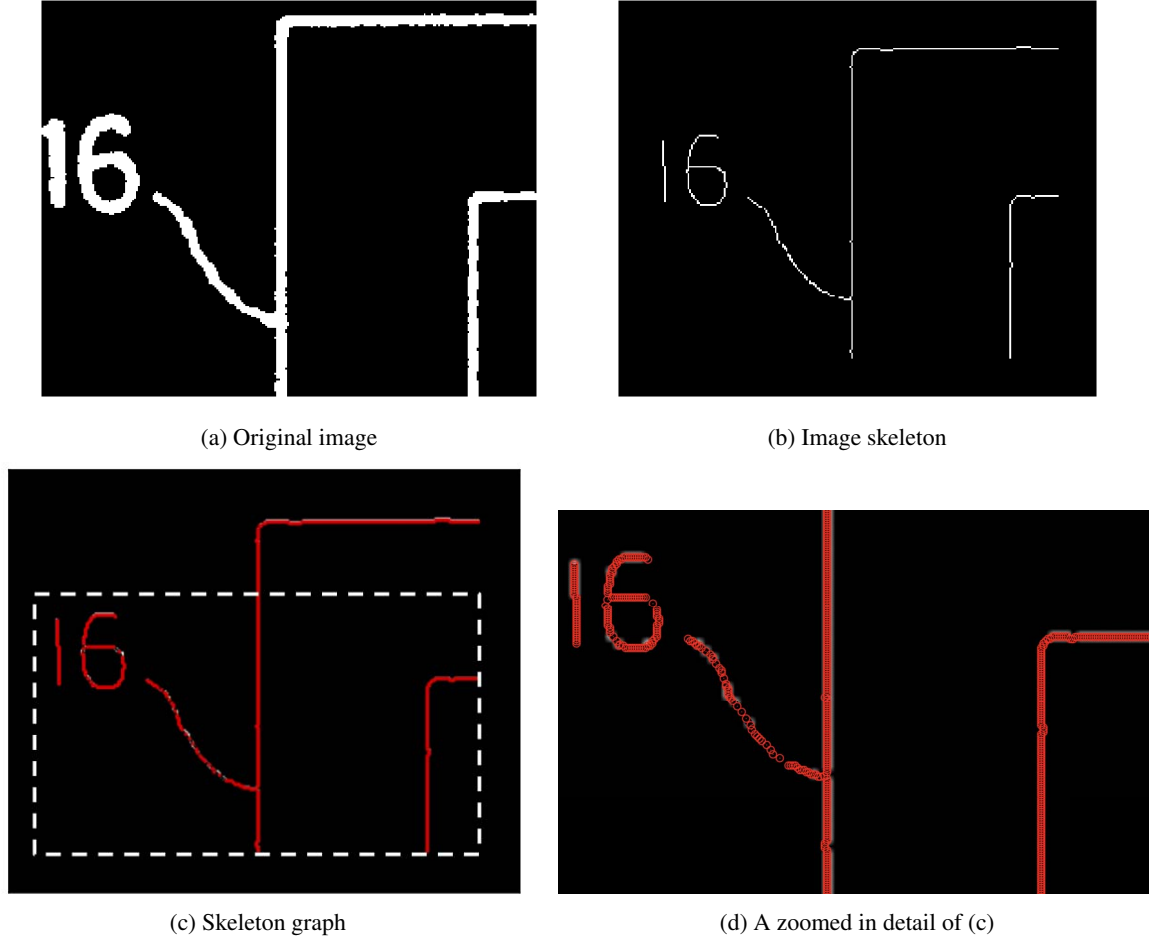 16
16
(a) Original image
(b) Image skeleton
16
16
(c) Skeleton graph
(d) A zoomed in detail of (c)